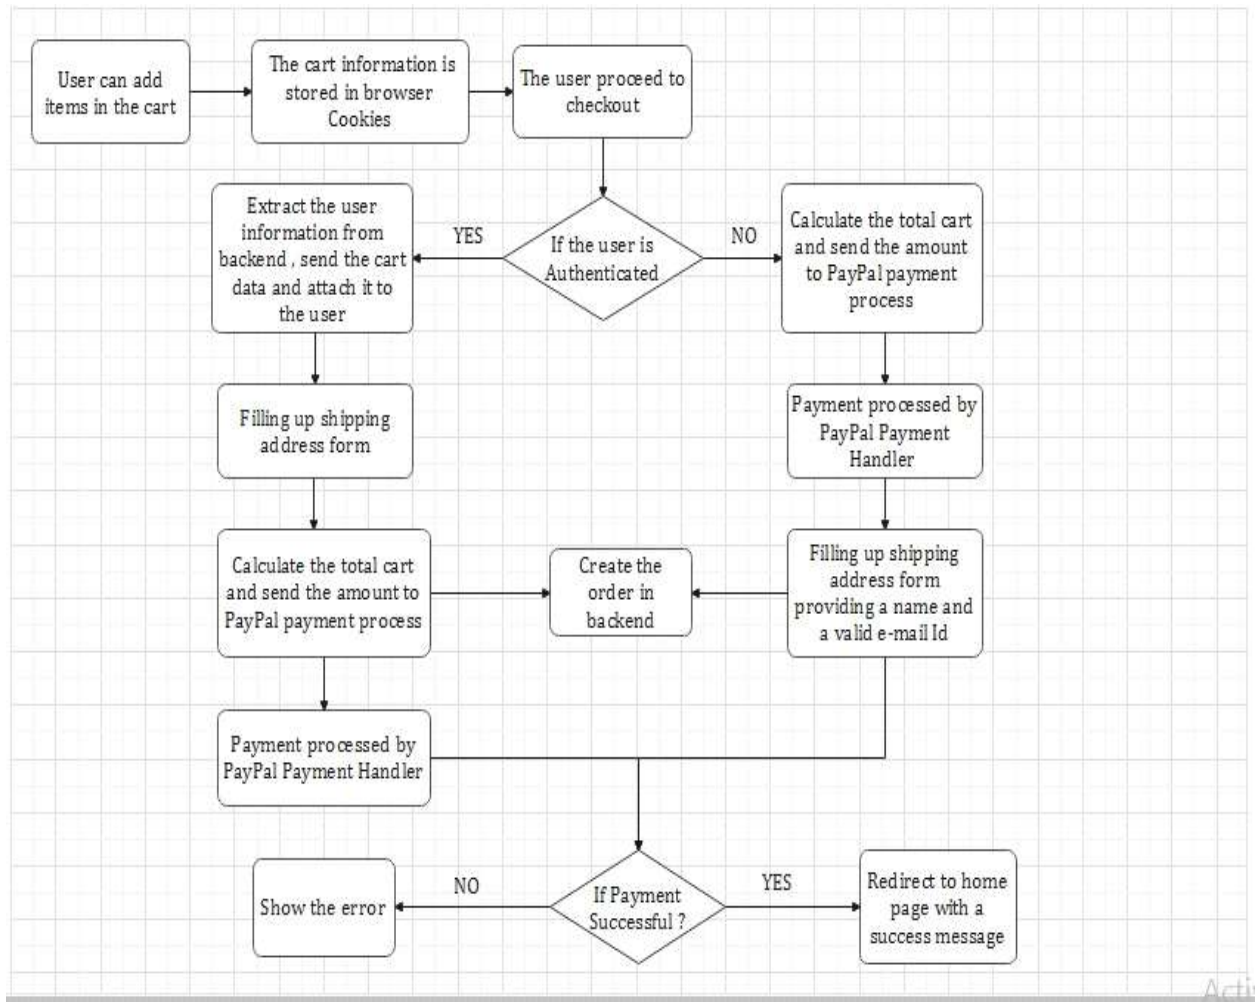 User can add
items in the cart
The cart information is
stored in browser
Cookies
The user proceed to
checkout
Extract the user
information from
backend , send the cart
data and attach it to
the user
YES
If the user is
Authenticated
NO
Calculate the total cart
and send the amount
to PayPal payment
process
Filling up shipping
address form
Payment processed by
PayPal Payment
Handler
Calculate the total cart
and send the amount to
PayPal payment process
Create the
order in
backend
Filling up shipping
address form
providing a name and
a valid e-mail Id
Payment processed by
PayPal Payment Handler
Show the error
NO
If Payment
Successful ?
YES
Redirect to home
page with a
success message